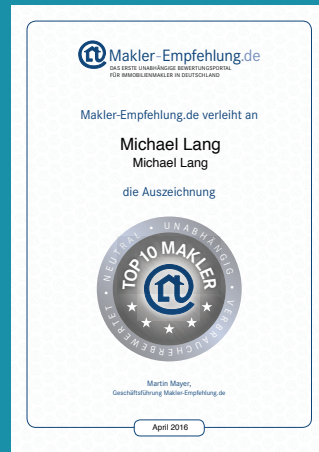 Makler-Empfehlung.de
DAS ERSTE UNABHÄNGIGE BEWERTUNGSPORTAL
FÜR IMMOBILIENMAKLER IN DEUTSCHLAND
Makler-Empfehlung.de verleiht an
Michael Lang
Michael Lang
die Auszeichnung
NEUTRAL • UNABHÄNGIG • VERBRAUCHERBEWERTET •
TOP 10 MAKLER
Martin Mayer,
Geschäftsführung Makler-Empfehlung.de
April 2016